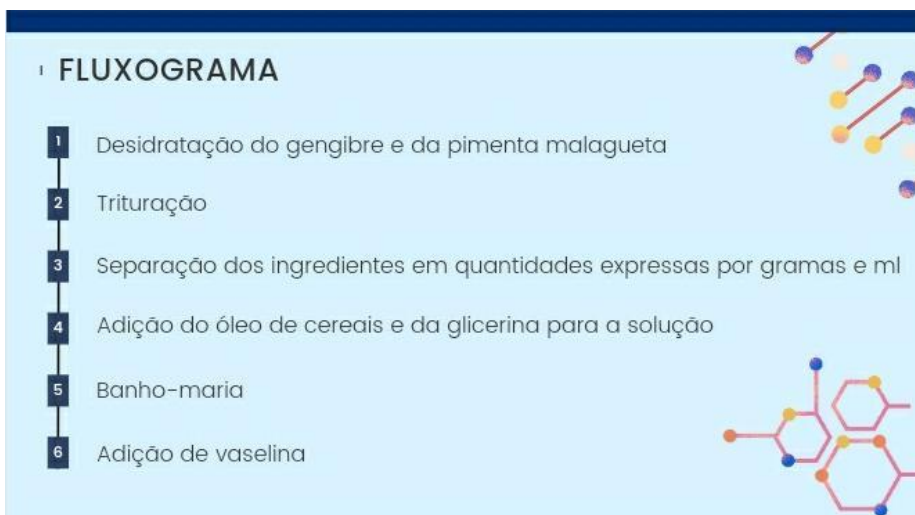 FLUXOGRAMA
1 Desidratação do gengibre e da pimenta malagueta
2 Trituração
3 Separação dos ingredientes em quantidades expressas por gramas e ml
4 Adição do óleo de cereais e da glicerina para a solução
5 Banho-maria
6 Adição de vaselina